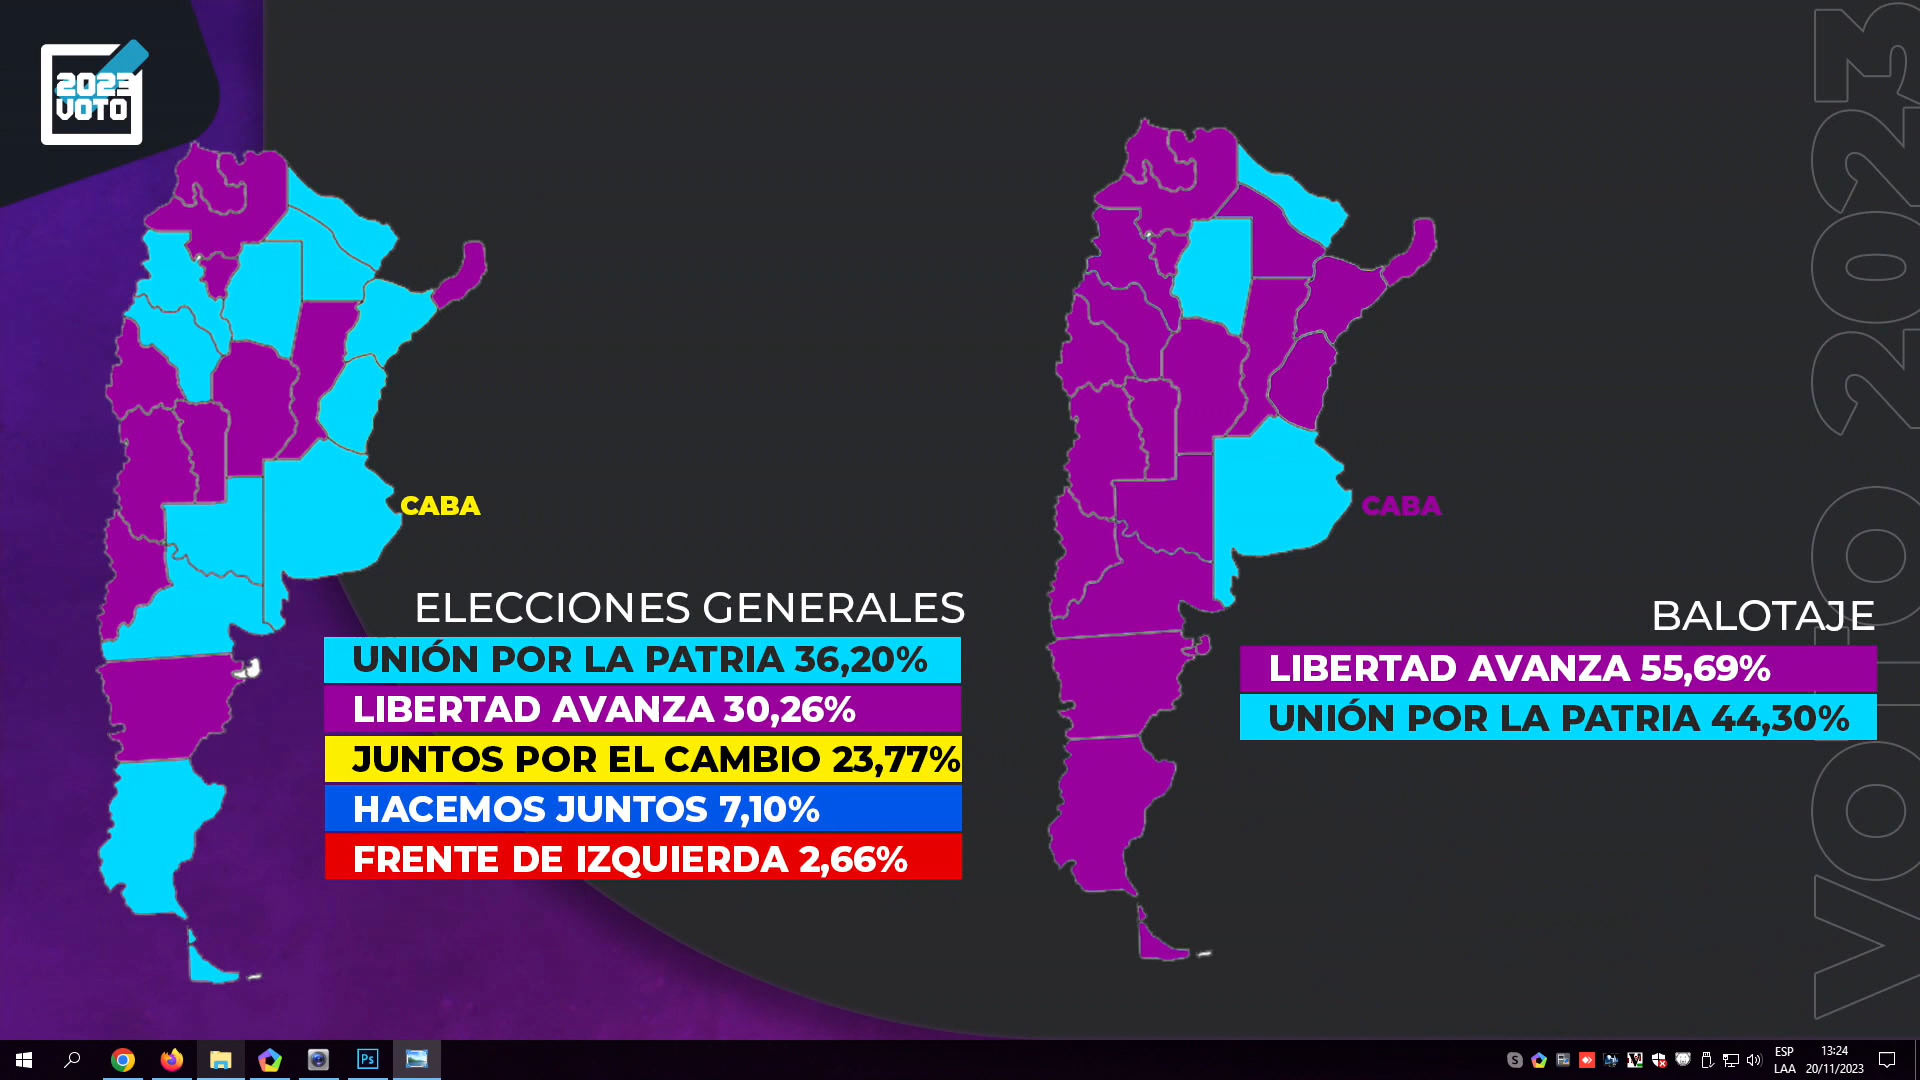 2023
VOTO
CABA
ELECCIONES GENERALES
UNIÓN POR LA PATRIA 36,20%
LIBERTAD AVANZA 30,26%
JUNTOS POR EL CAMBIO 23,77%
HACEMOS JUNTOS 7,10%
FRENTE DE IZQUIERDA 2,66%
CABA
BALOTAJE
LIBERTAD AVANZA 55,69%
UNIÓN POR LA PATRIA 44,30%
VOTO 2023
Ps
ESP
LAA
13:24
20/11/2023